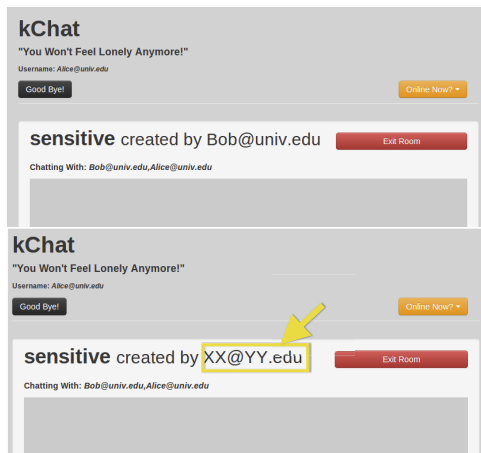 kChat
"You Won't Feel Lonely Anymore!"
Username: Alice@univ.edu
Good Bye! Online Now?
sensitive created by Bob@univ.edu Exit Room
Chatting With: Bob@univ.edu,Alice@univ.edu
kChat
"You Won't Feel Lonely Anymore!"
Username: Alice@univ.edu
Good Bye! Online Now?
sensitive created by XX@YY.edu Exit Room
Chatting With: Bob@univ.edu,Alice@univ.edu